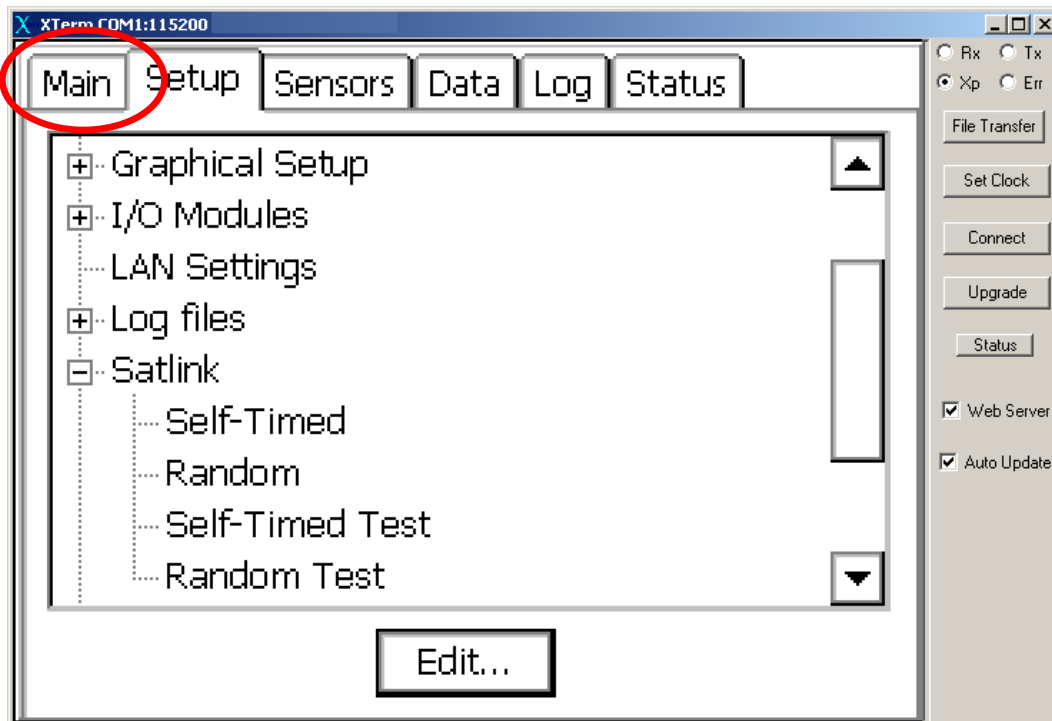 XTerm COM1:115200
Main Setup Sensors Data Log Status
Graphical Setup
I/O Modules
LAN Settings
Log files
Satlink
Self-Timed
Random
Self-Timed Test
Random Test
Edit...
Rx Tx
Xp Err
File Transfer
Set Clock
Connect
Upgrade
Status
Web Server
Auto Update